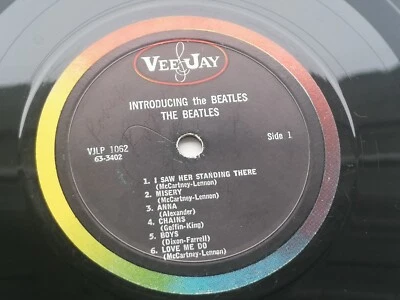 VEE JAY
INTRODUCING the BEATLES
THE BEATLES
VJLP 1062
63-3402
Side 1
1. I SAW HER STANDING THERE
(McCartney-Lennon)
2. MISERY
(McCartney-Lennon)
3. ANNA
(Alexander)
4. CHAINS
(Goffin-King)
5. BOYS
(Dixon-Farrell)
6. LOVE ME DO
(McCartney-Lennon)